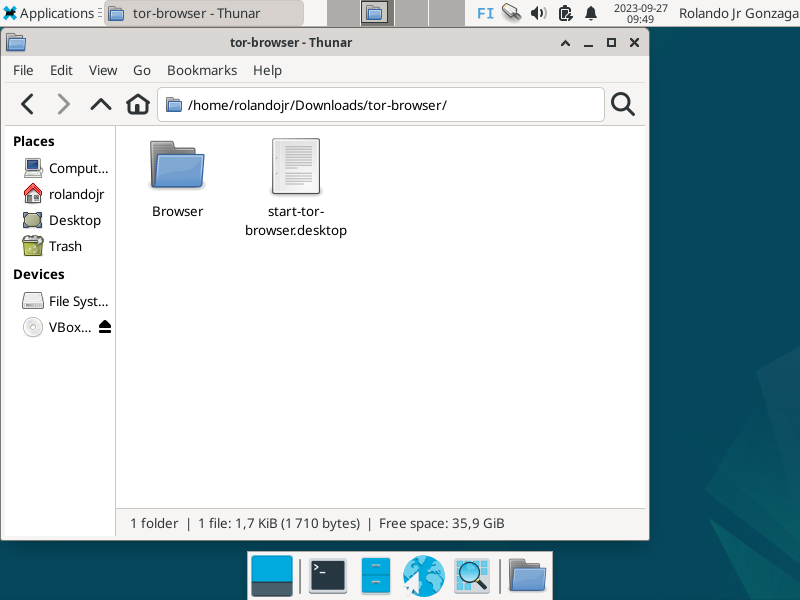 Applications
tor-browser - Thunar
FI
2023-09-27
09:49
Rolando Jr Gonzaga
tor-browser - Thunar
File Edit View Go Bookmarks Help
/home/rolandojr/Downloads/tor-browser/
Places
Comput...
rolandojr
Desktop
Trash
Devices
File Syst...
VBox...
Browser
start-tor-
browser.desktop
1 folder | 1 file: 1,7 KiB (1 710 bytes) | Free space: 35,9 GiB
>_